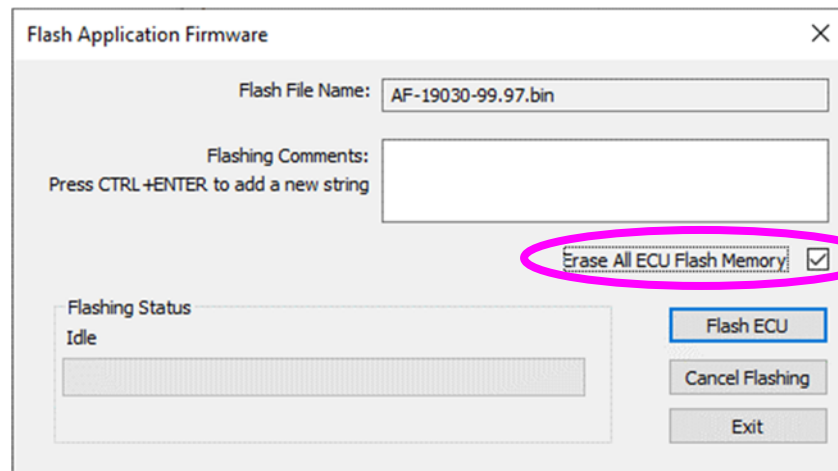 Flash Application Firmware
Flash File Name: AF-19030-99.97.bin
Flashing Comments:
Press CTRL+ENTER to add a new string
Erase All ECU Flash Memory
Flashing Status
Idle
Flash ECU
Cancel Flashing
Exit